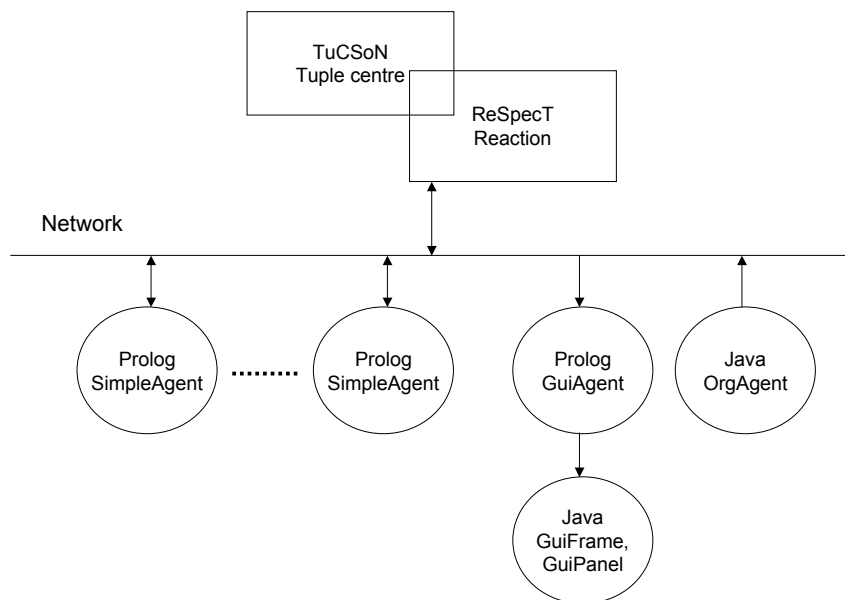 TuCSoN
Tuple centre
ReSpecT
Reaction
Network
Prolog
SimpleAgent
Prolog
SimpleAgent
Prolog
GuiAgent
Java
OrgAgent
Java
GuiFrame,
GuiPanel